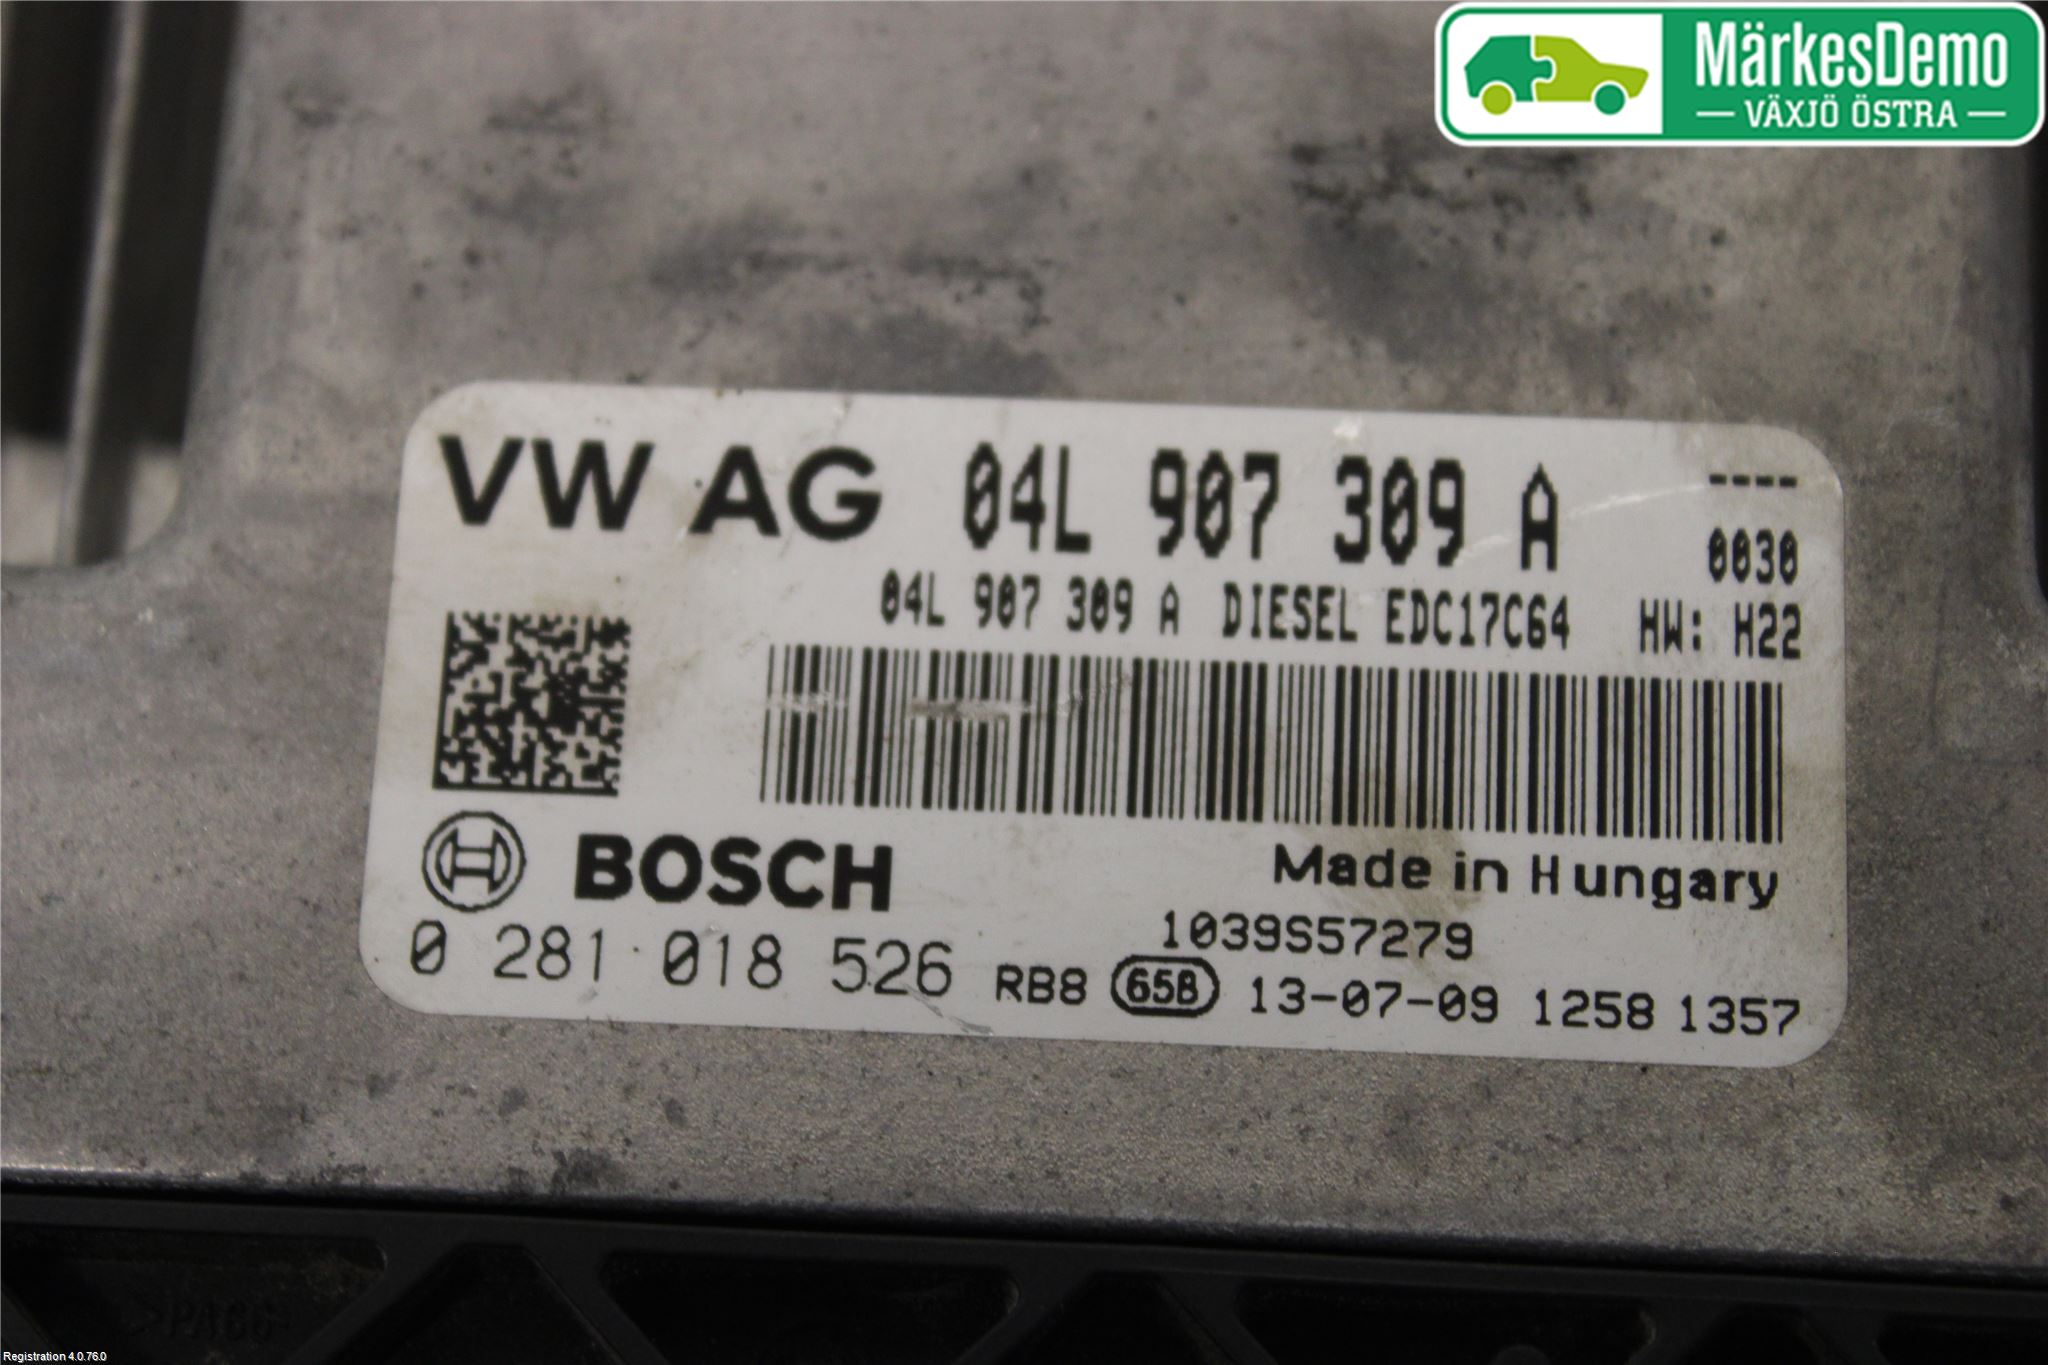 MärkesDemo
VÄXJÖ ÖSTRA
VW AG 04L 907 309 A ----
0030
04L 907 309 A DIESEL EDC17C64 HW: H22
BOSCH
Made in Hungary
1039S57279
0 281 018 526 RB8 65B 13-07-09 1258 1357
Registration 4.0.76.0